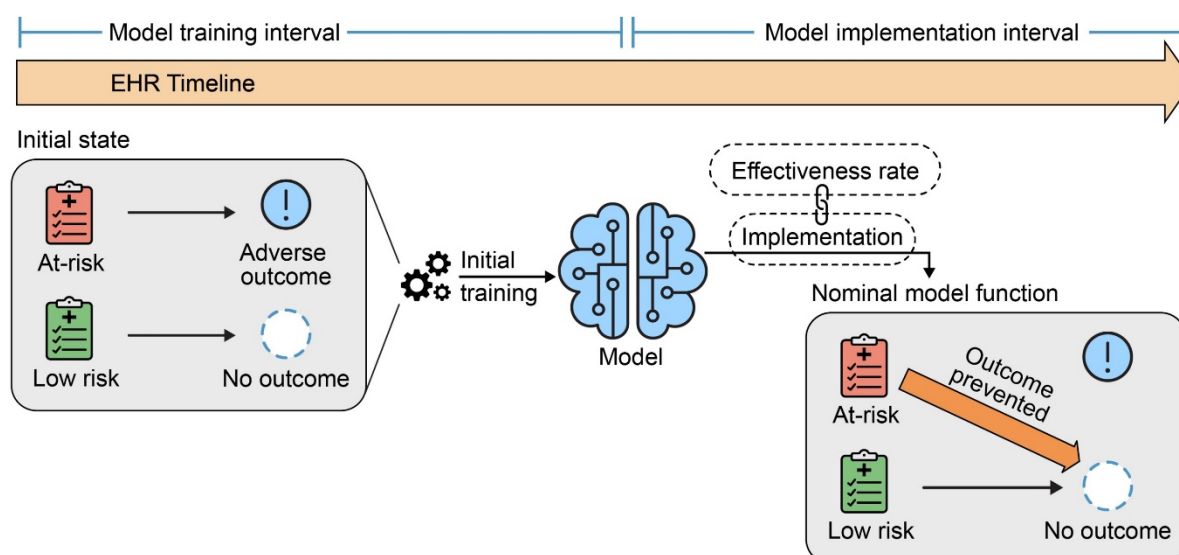 Model training interval
Model implementation interval
EHR Timeline
Initial state
At-risk
Adverse
outcome
Low risk
No outcome
Initial
training
Model
Effectiveness rate
Implementation
Nominal model function
At-risk
Outcome
prevented
Low risk
No outcome